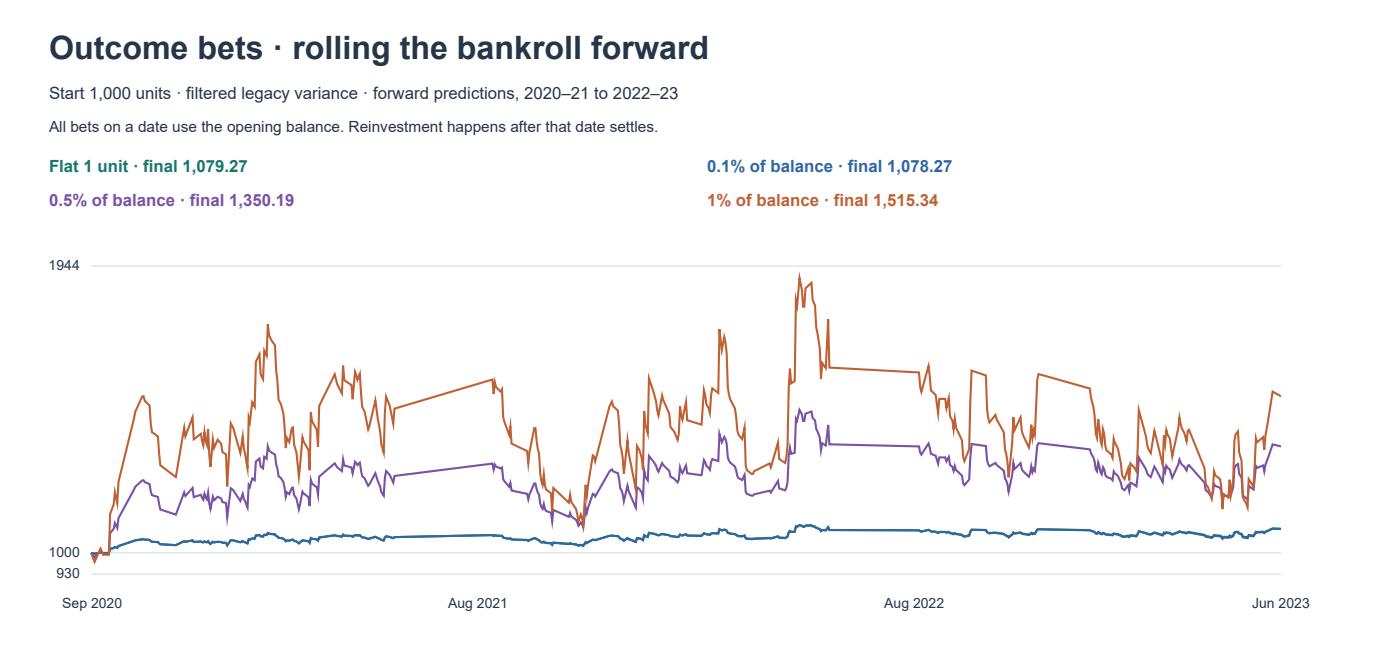 Outcome bets · rolling the bankroll forward
Start 1,000 units · filtered legacy variance · forward predictions, 2020–21 to 2022–23
All bets on a date use the opening balance. Reinvestment happens after that date settles.
Flat 1 unit · final 1,079.27
0.1% of balance · final 1,078.27
0.5% of balance · final 1,350.19
1% of balance · final 1,515.34
1944
1000
930
Sep 2020
Aug 2021
Aug 2022
Jun 2023